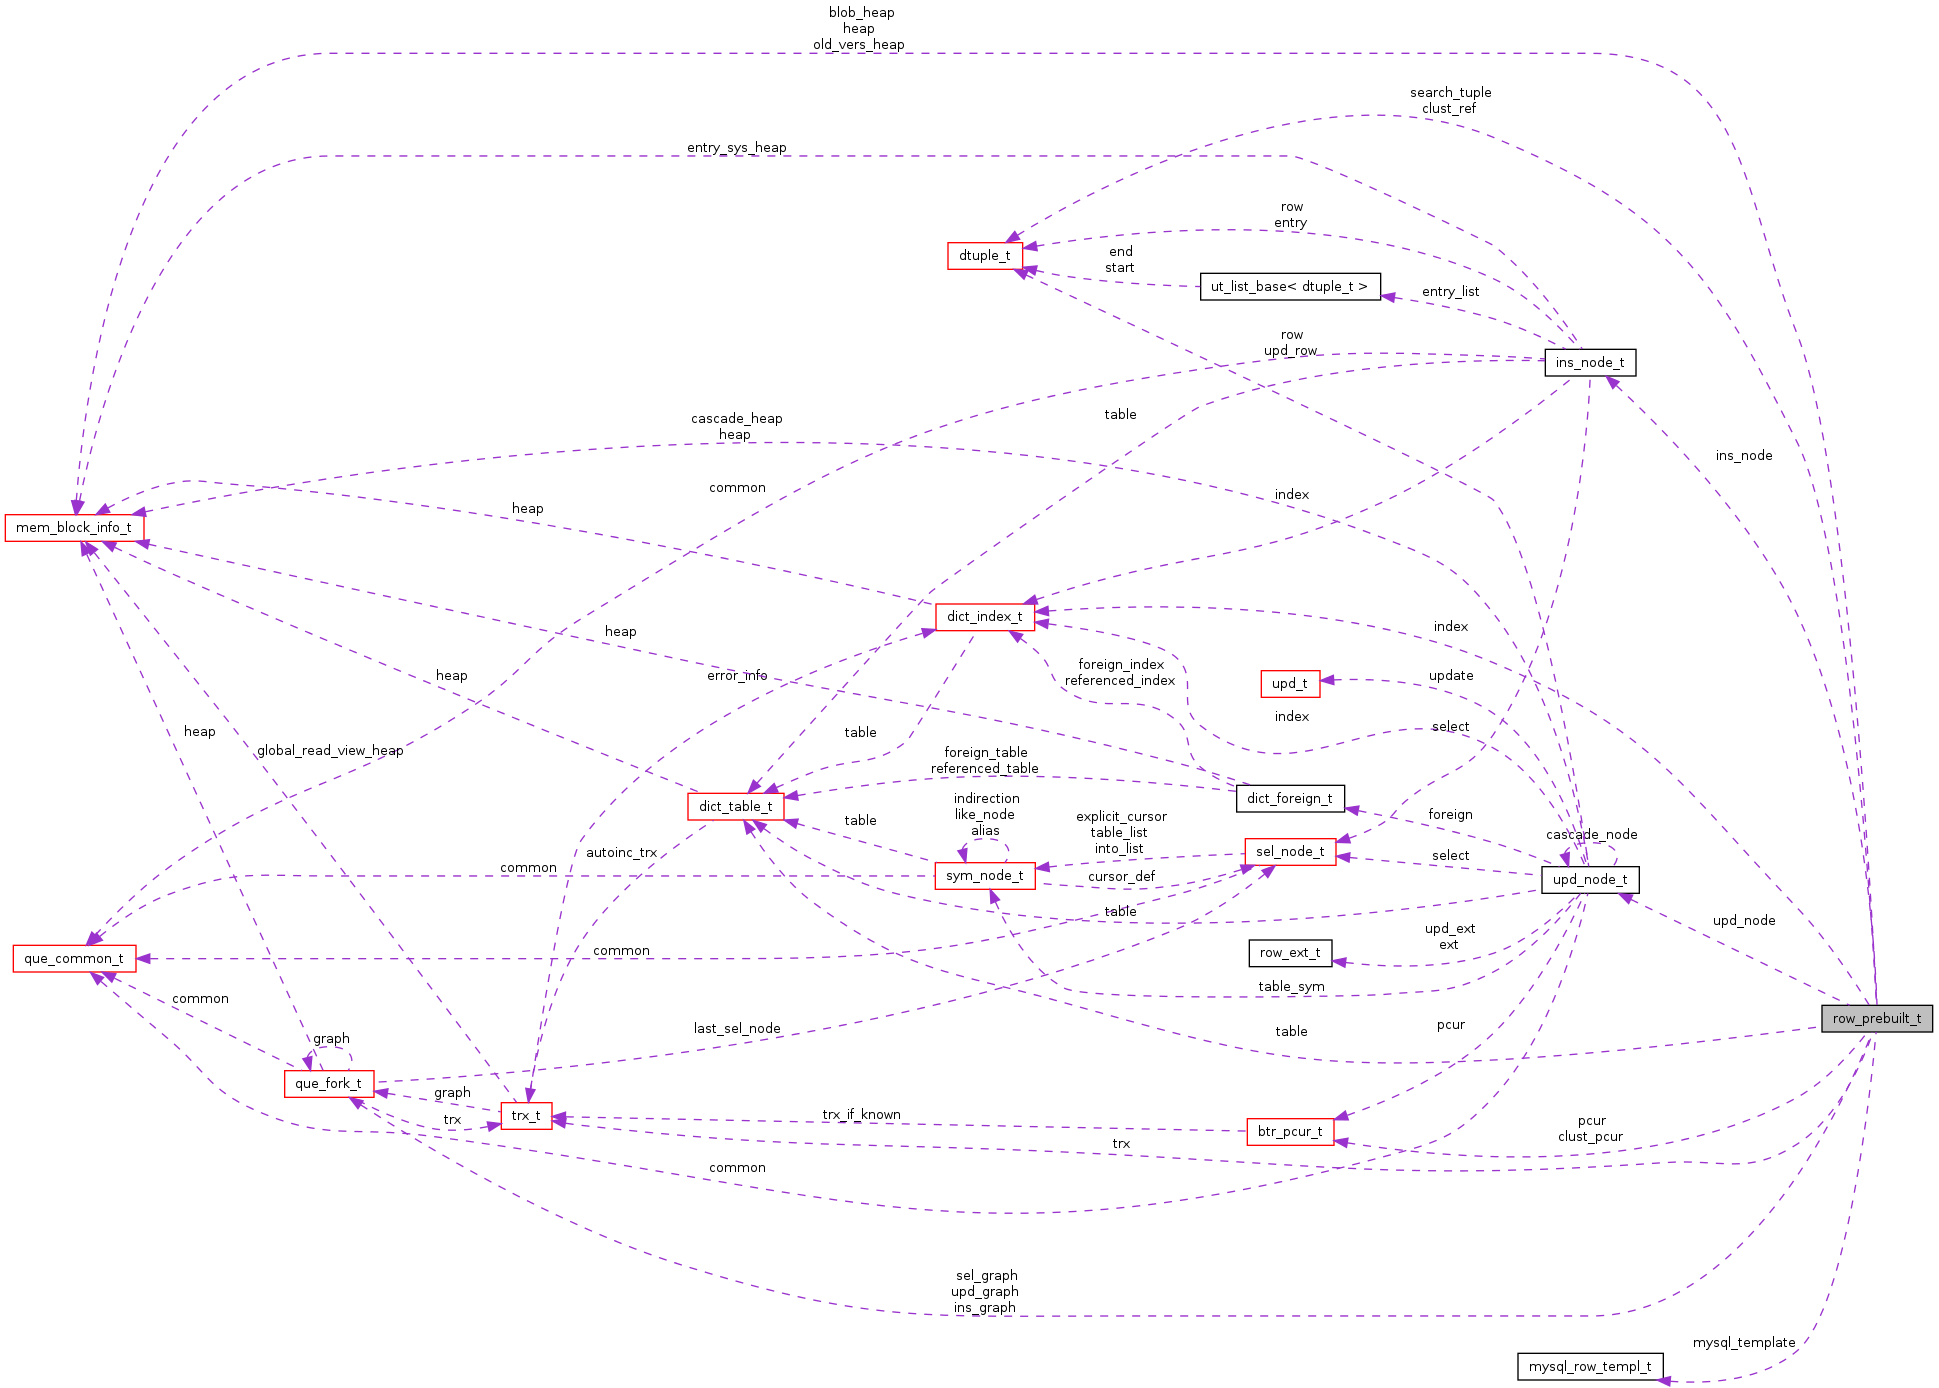 blob_heap
heap
old_vers_heap
search_tuple
clust_ref
entry_sys_heap
row
entry
end
start
dtuple_t
ut_list_base< dtuple_t >
entry_list
row
upd_row
ins_node_t
table
cascade_heap
heap
ins_node
common
index
heap
mem_block_info_t
dict_index_t
heap
index
foreign_index
referenced_index
error_info
heap
upd_t
update
index
select
heap
table
global_read_view_heap
foreign_table
referenced_table
dict_table_t
dict_foreign_t
indirection
like_node
alias
table
explicit_cursor
table_list
into_list
foreign
cascade_node
autoinc_trx
sel_node_t
select
common
sym_node_t
cursor_def
upd_node_t
table
upd_node
upd_ext
ext
common
que_common_t
row_ext_t
table_sym
common
last_sel_node
pcur
table
row_prebuilt_t
graph
que_fork_t
graph
trx_t
trx
trx_if_known
btr_pcur_t
pcur
clust_pcur
trx
common
sel_graph
upd_graph
ins_graph
mysql_template
mysql_row_templ_t